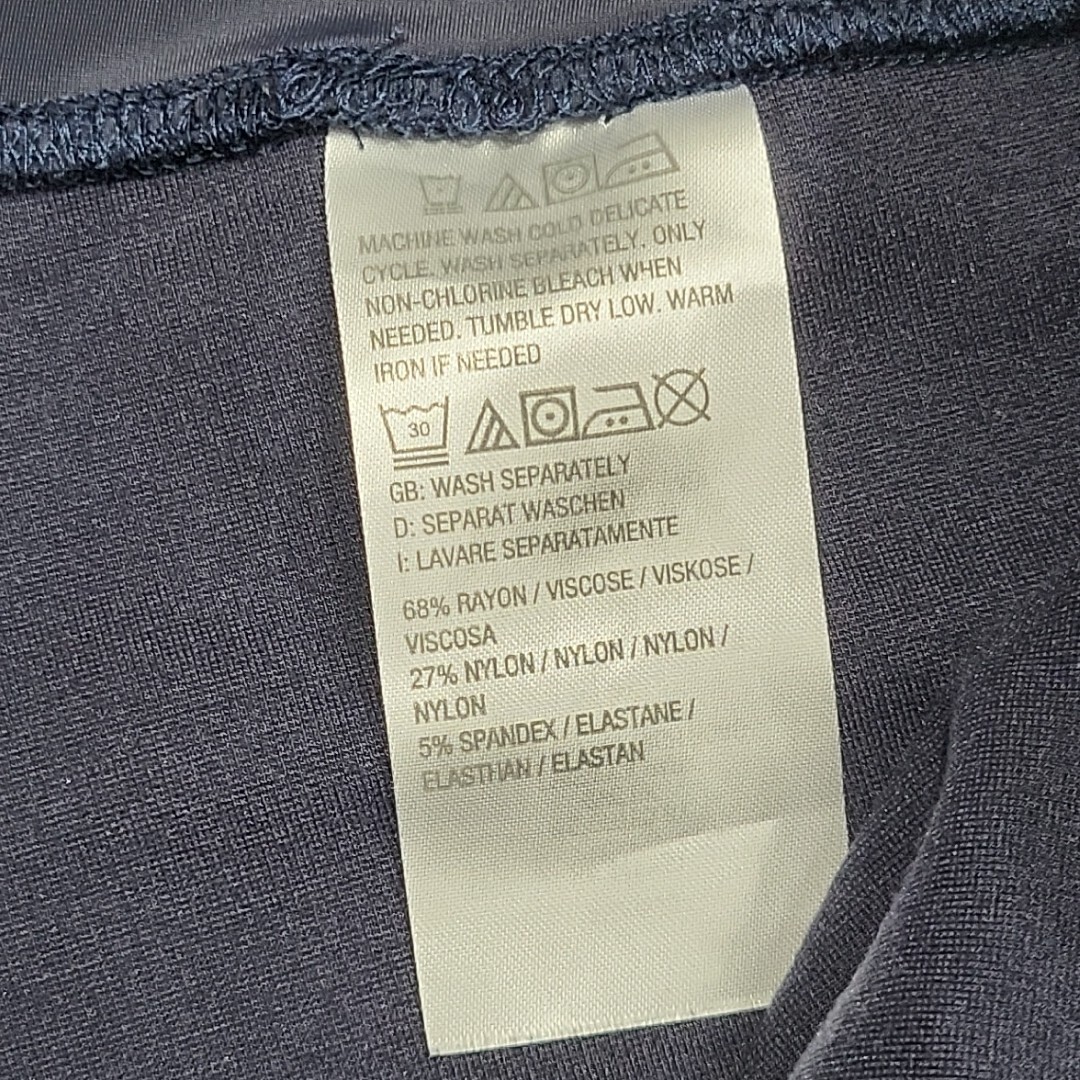 MACHINE WASH COLD DELICATE
CYCLE. WASH SEPARATELY. ONLY
NON-CHLORINE BLEACH WHEN
NEEDED. TUMBLE DRY LOW. WARM
IRON IF NEEDED
30
GB: WASH SEPARATELY
D: SEPARAT WASCHEN
I: LAVARE SEPARATAMENTE
68% RAYON / VISCOSE / VISKOSE /
VISCOSA
27% NYLON / NYLON / NYLON /
NYLON
5% SPANDEX / ELASTANE /
ELASTHAN / ELASTAN